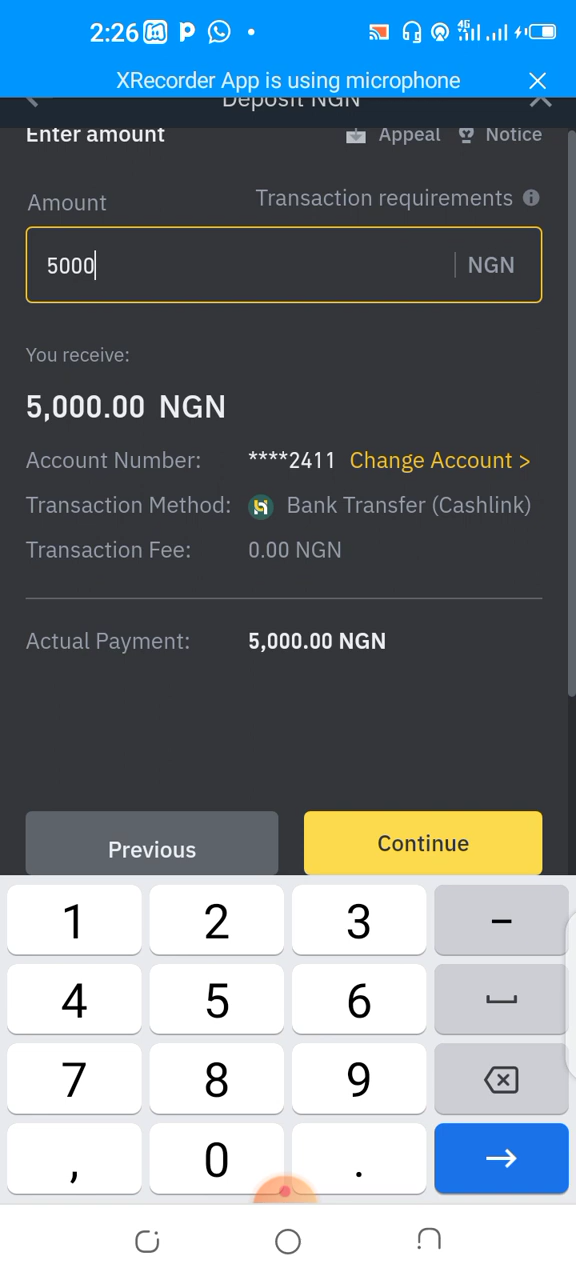 2:26
4G
XRecorder App is using microphone
Deposit NGN
Enter amount Appeal Notice
Amount Transaction requirements
5000 NGN
You receive:
5,000.00 NGN
Account Number: ****2411 Change Account >
Transaction Method: Bank Transfer (Cashlink)
Transaction Fee: 0.00 NGN
Actual Payment: 5,000.00 NGN
Previous Continue
1 2 3 –
4 5 6
7 8 9
, 0 .